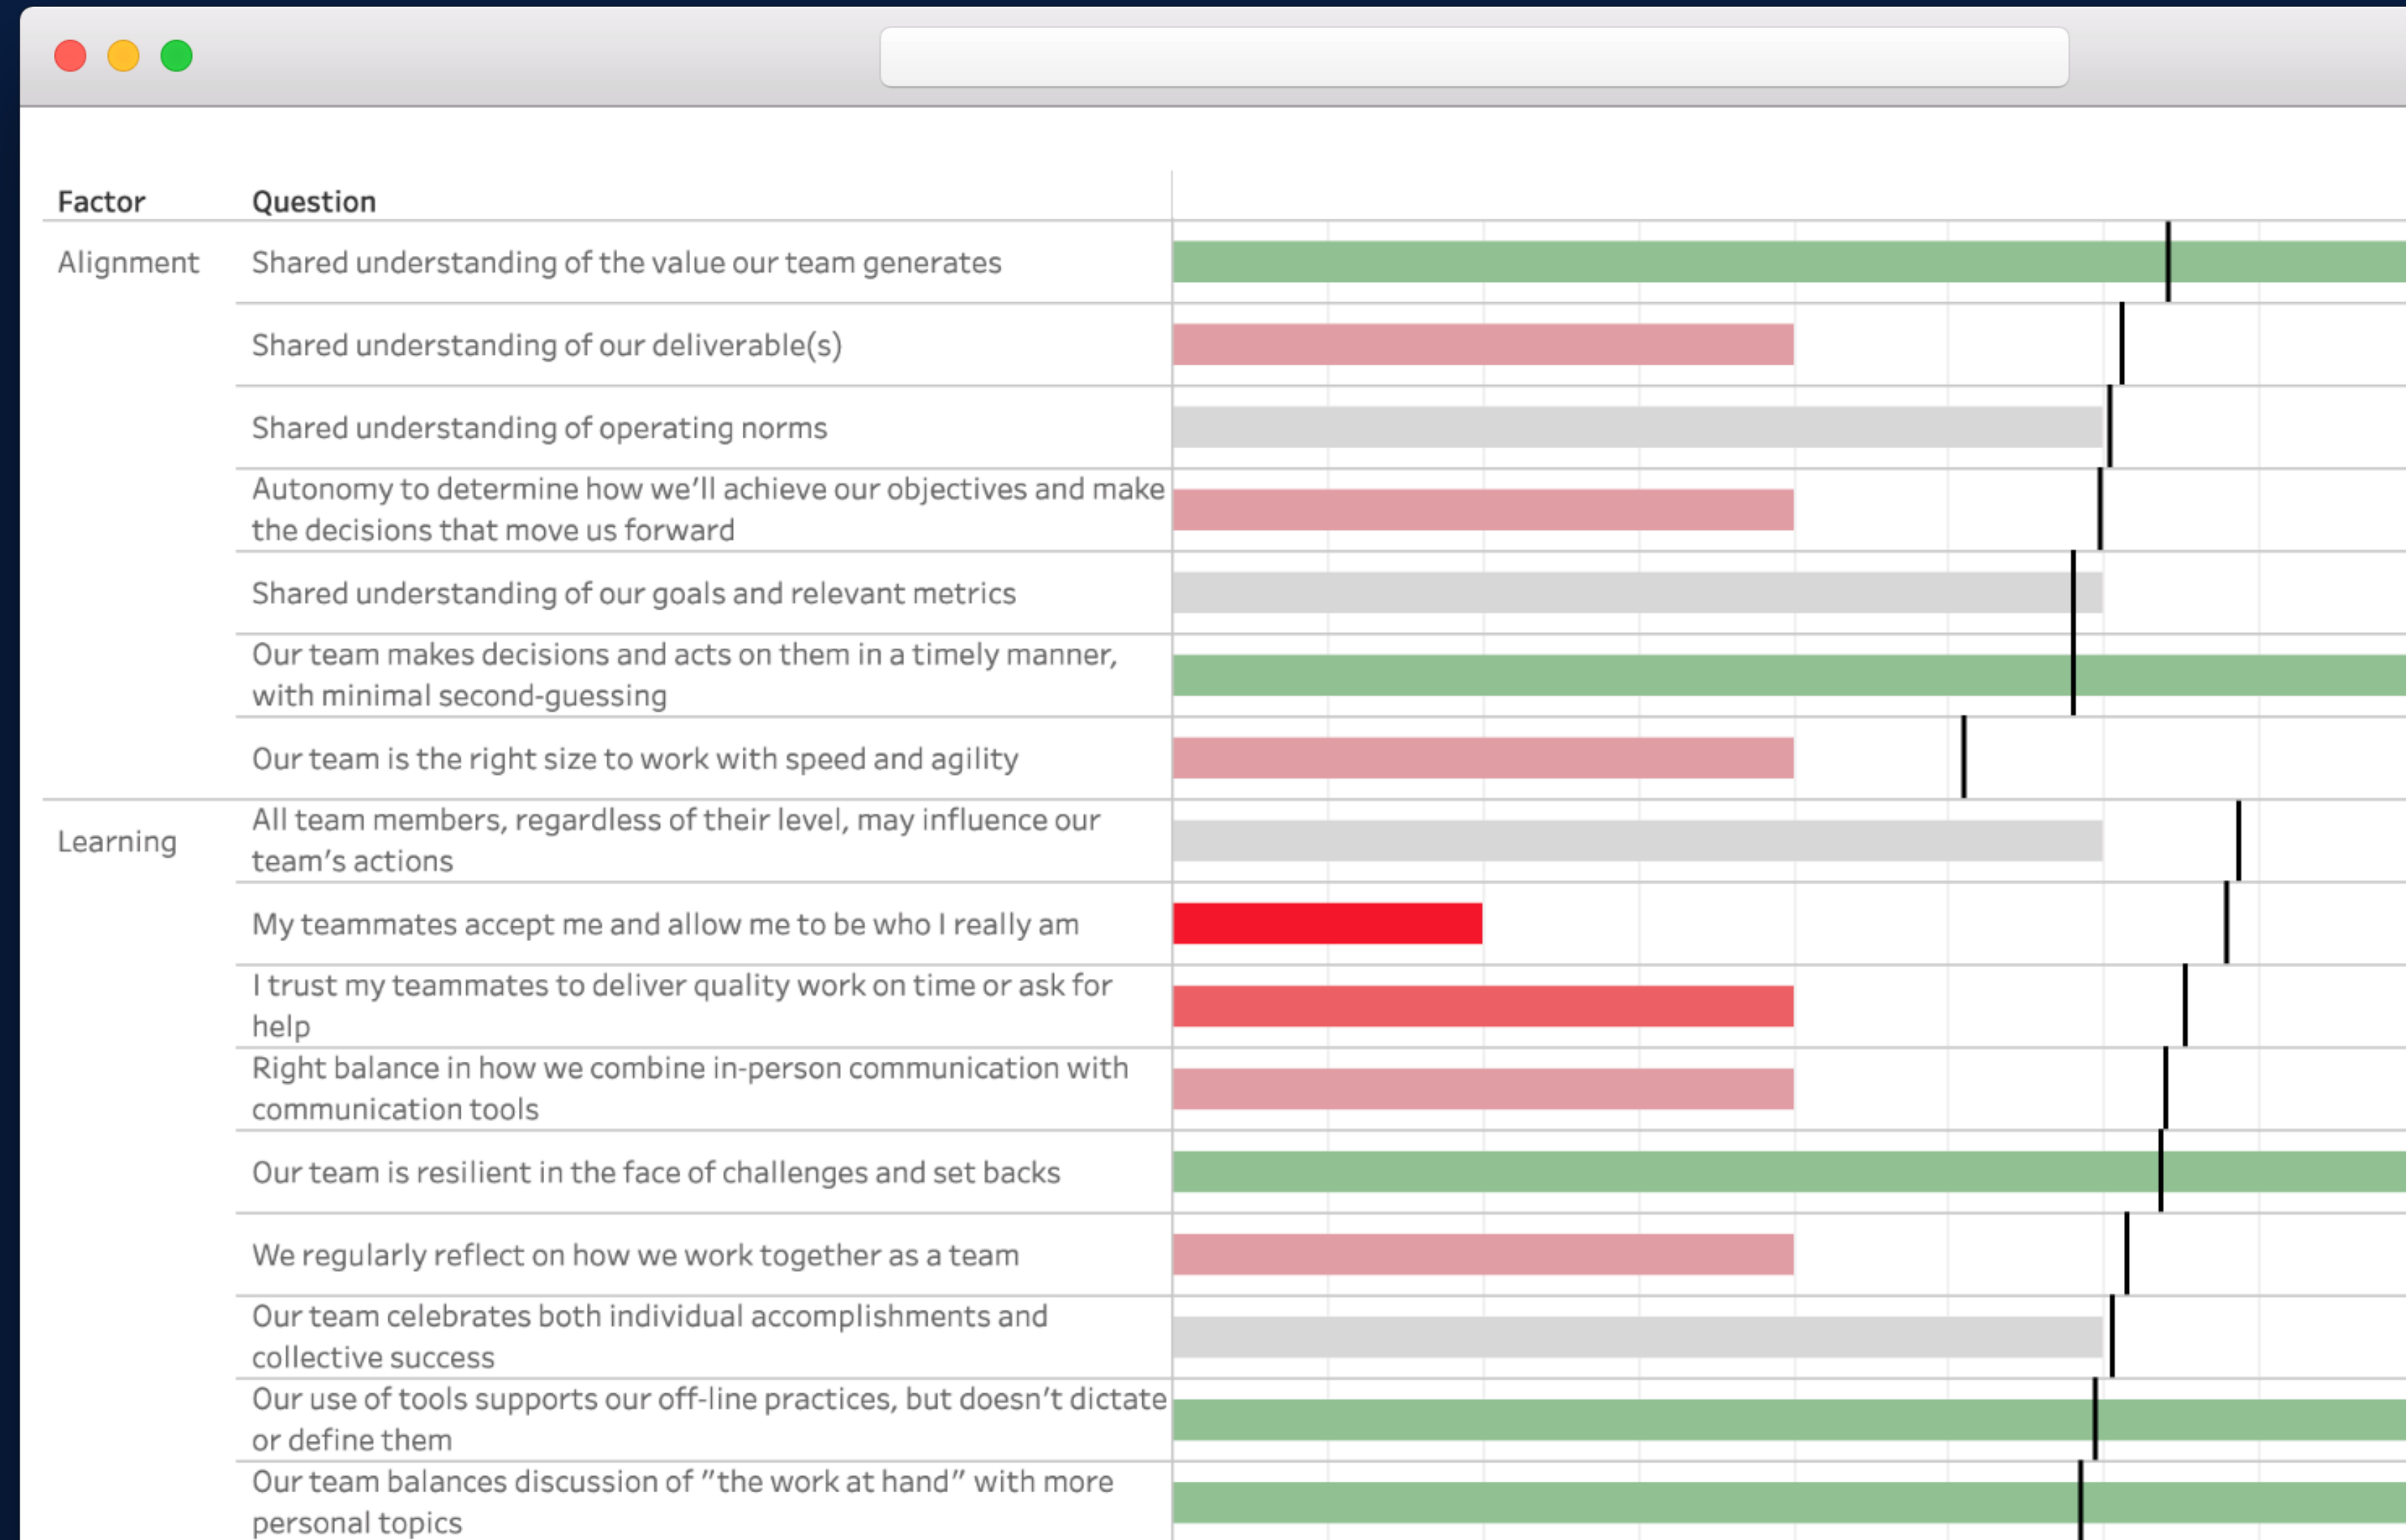 Factor Question
Alignment Shared understanding of the value our team generates
Shared understanding of our deliverable(s)
Shared understanding of operating norms
Autonomy to determine how we’ll achieve our objectives and make
the decisions that move us forward
Shared understanding of our goals and relevant metrics
Our team makes decisions and acts on them in a timely manner,
with minimal second-guessing
Our team is the right size to work with speed and agility
Learning All team members, regardless of their level, may influence our
team’s actions
My teammates accept me and allow me to be who I really am
I trust my teammates to deliver quality work on time or ask for
help
Right balance in how we combine in-person communication with
communication tools
Our team is resilient in the face of challenges and set backs
We regularly reflect on how we work together as a team
Our team celebrates both individual accomplishments and
collective success
Our use of tools supports our off-line practices, but doesn’t dictate
or define them
Our team balances discussion of ”the work at hand” with more
personal topics